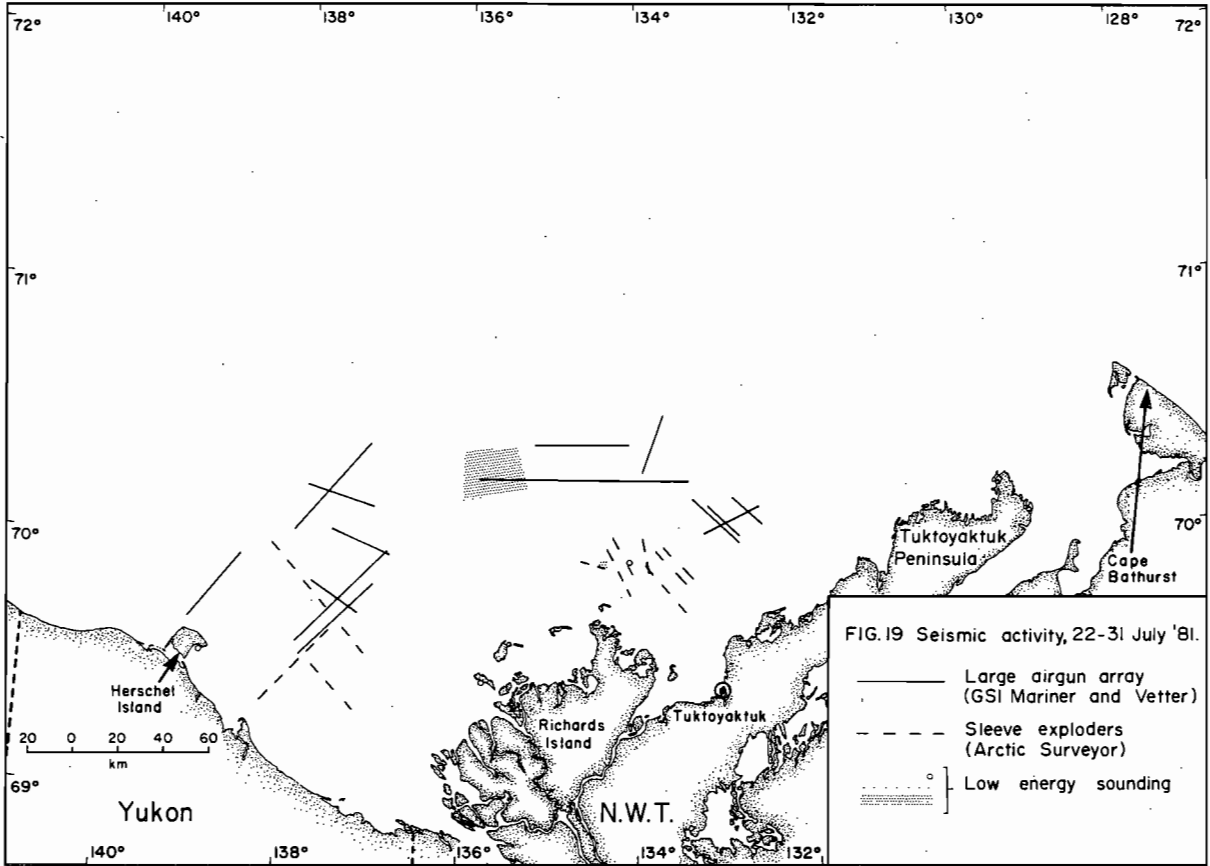 140° 138° 136° 134° 132° 130° 128°
72° 72°
71° 71°
70° 70°
Tuktoyaktuk
Peninsula
Cape
Bathurst
Herschel
Island
Richards
Island
Tuktoyaktuk
20 0 20 40 60
km
69°
Yukon
N.W.T.
140° 138° 136° 134° 132°
FIG.19 Seismic activity, 22-31 July '81.
Large airgun array
(GSI Mariner and Vetter)
Sleeve exploders
(Arctic Surveyor)
Low energy sounding